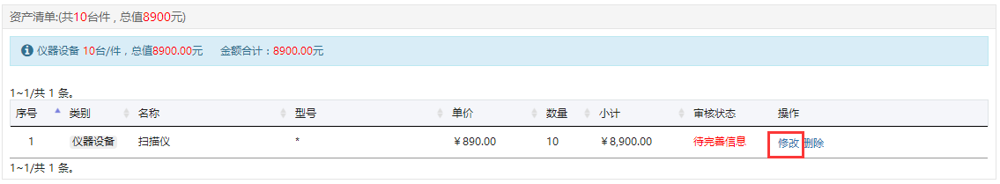 资产清单:(共10台件 , 总值8900元)
仪器设备 10台/件，总值8900.00元 金额合计：8900.00元
1~1/共 1 条。
序号 类别 名称 型号 单价 数量 小计 审核状态 操作
1 仪器设备 扫描仪 * ￥890.00 10 ￥8,900.00 待完善信息 修改 删除
1~1/共 1 条。